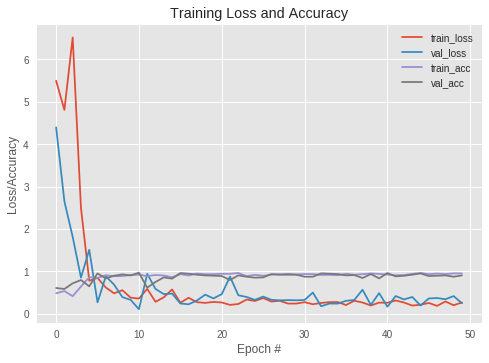 Training Loss and Accuracy
train_loss
val_loss
train_acc
val_acc
Loss/Accuracy
6
5
4
3
2
1
0
0 10 20 30 40 50
Epoch #